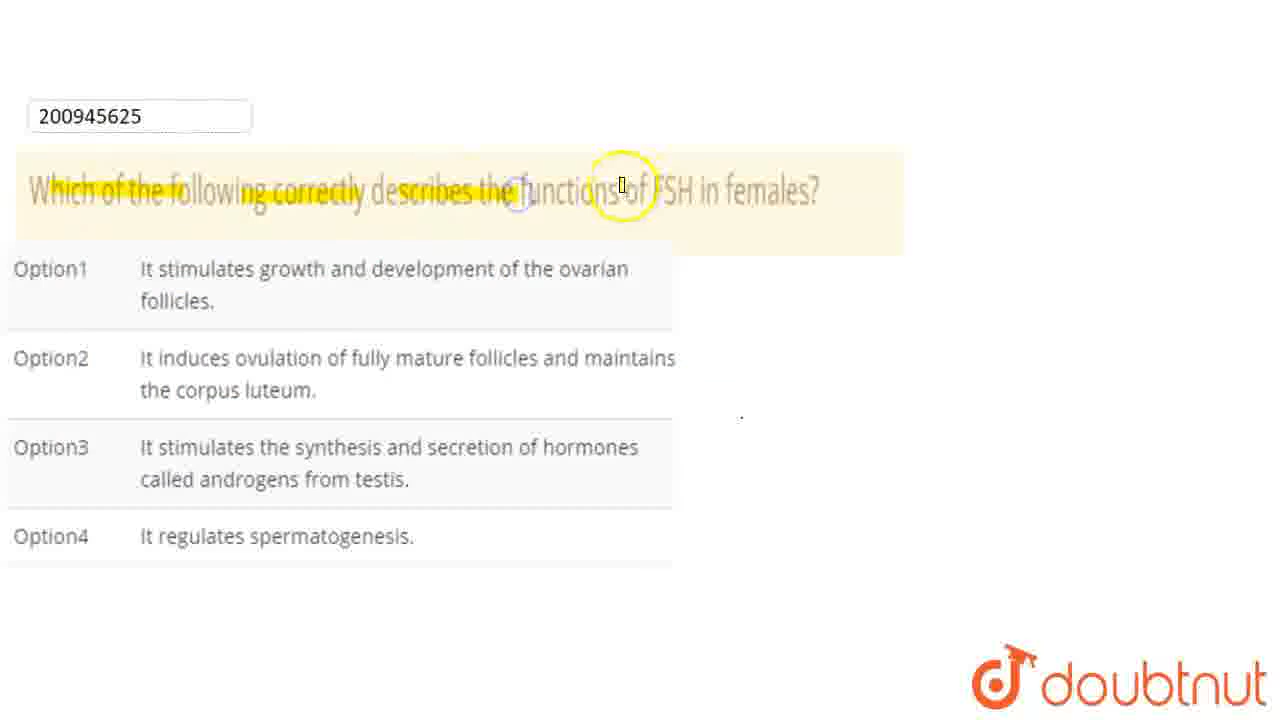 200945625
Which of the following correctly describes the functions of FSH in females?
Option1 It stimulates growth and development of the ovarian
follicles.
Option2 It induces ovulation of fully mature follicles and maintains
the corpus luteum.
Option3 It stimulates the synthesis and secretion of hormones
called androgens from testis.
Option4 It regulates spermatogenesis.
doubtnut